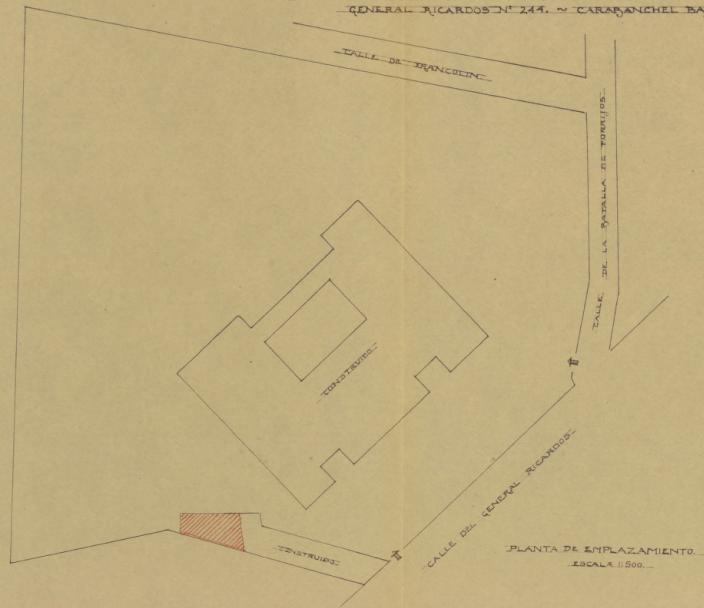 GENERAL RICARDOS Nº 244. ~ CARABANCHEL BA
CALLE DE FRANCOLIN
CALLE DE LA BATALLA DE TORRIJOS
CONSTRUIDO
CALLE DEL GENERAL RICARDOS
CONSTRUIDO
PLANTA DE EMPLAZAMIENTO.
ESCALA 1:500.